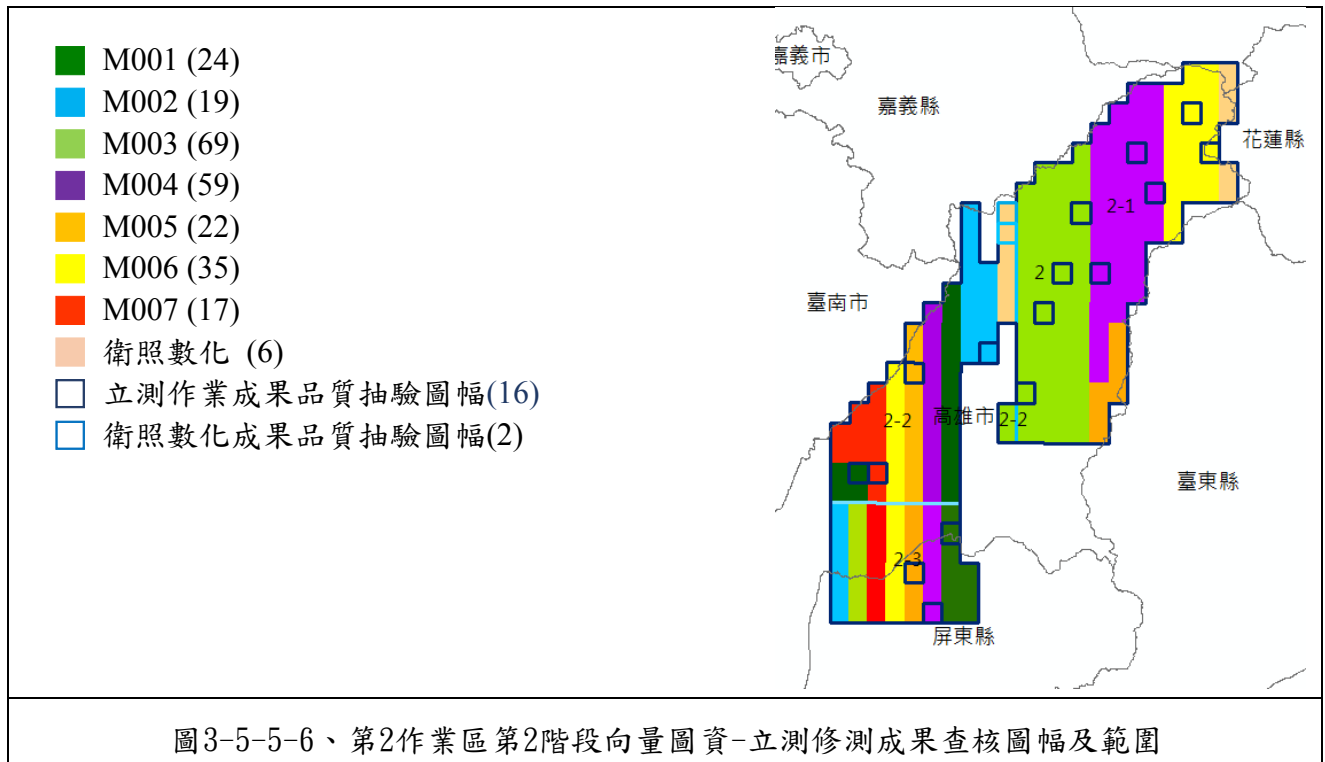 M001 (24)
M002 (19)
M003 (69)
M004 (59)
M005 (22)
M006 (35)
M007 (17)
衛照數化 (6)
立測作業成果品質抽驗圖幅(16)
衛照數化成果品質抽驗圖幅(2)
嘉義市
嘉義縣
花蓮縣
2-1
2
臺南市
2-2
高雄市
2-2
臺東縣
2-3
屏東縣
圖3-5-5-6、第2作業區第2階段向量圖資-立測修測成果查核圖幅及範圍